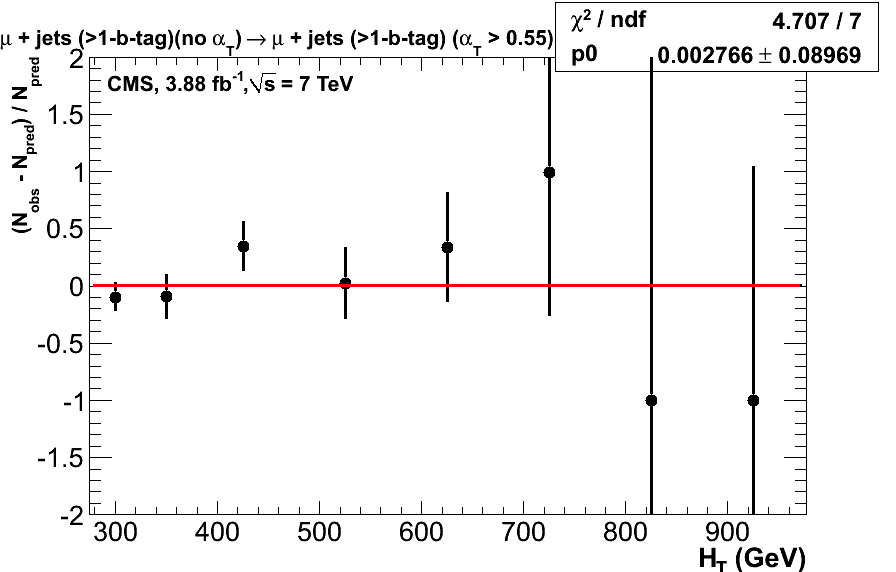 μ + jets (>1-b-tag)(no α_T) → μ + jets (>1-b-tag) (α_T > 0.55)
χ² / ndf 4.707 / 7
p0 0.002766 ± 0.08969
CMS, 3.88 fb⁻¹,√s = 7 TeV
(N_obs - N_pred) / N_pred
2
1.5
1
0.5
0
-0.5
-1
-1.5
-2
300 400 500 600 700 800 900
H_T (GeV)